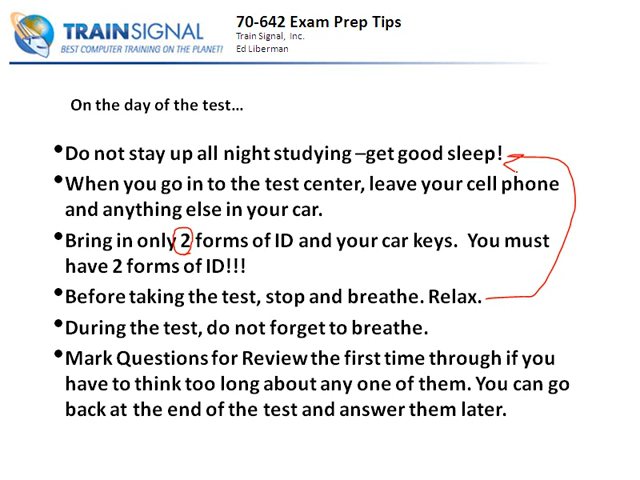 TRAINSIGNAL
BEST COMPUTER TRAINING ON THE PLANET!
70-642 Exam Prep Tips
Train Signal, Inc.
Ed Liberman
On the day of the test…
•Do not stay up all night studying –get good sleep!
•When you go in to the test center, leave your cell phone
and anything else in your car.
•Bring in only 2 forms of ID and your car keys. You must
have 2 forms of ID!!!
•Before taking the test, stop and breathe. Relax.
•During the test, do not forget to breathe.
•Mark Questions for Review the first time through if you
have to think too long about any one of them. You can go
back at the end of the test and answer them later.